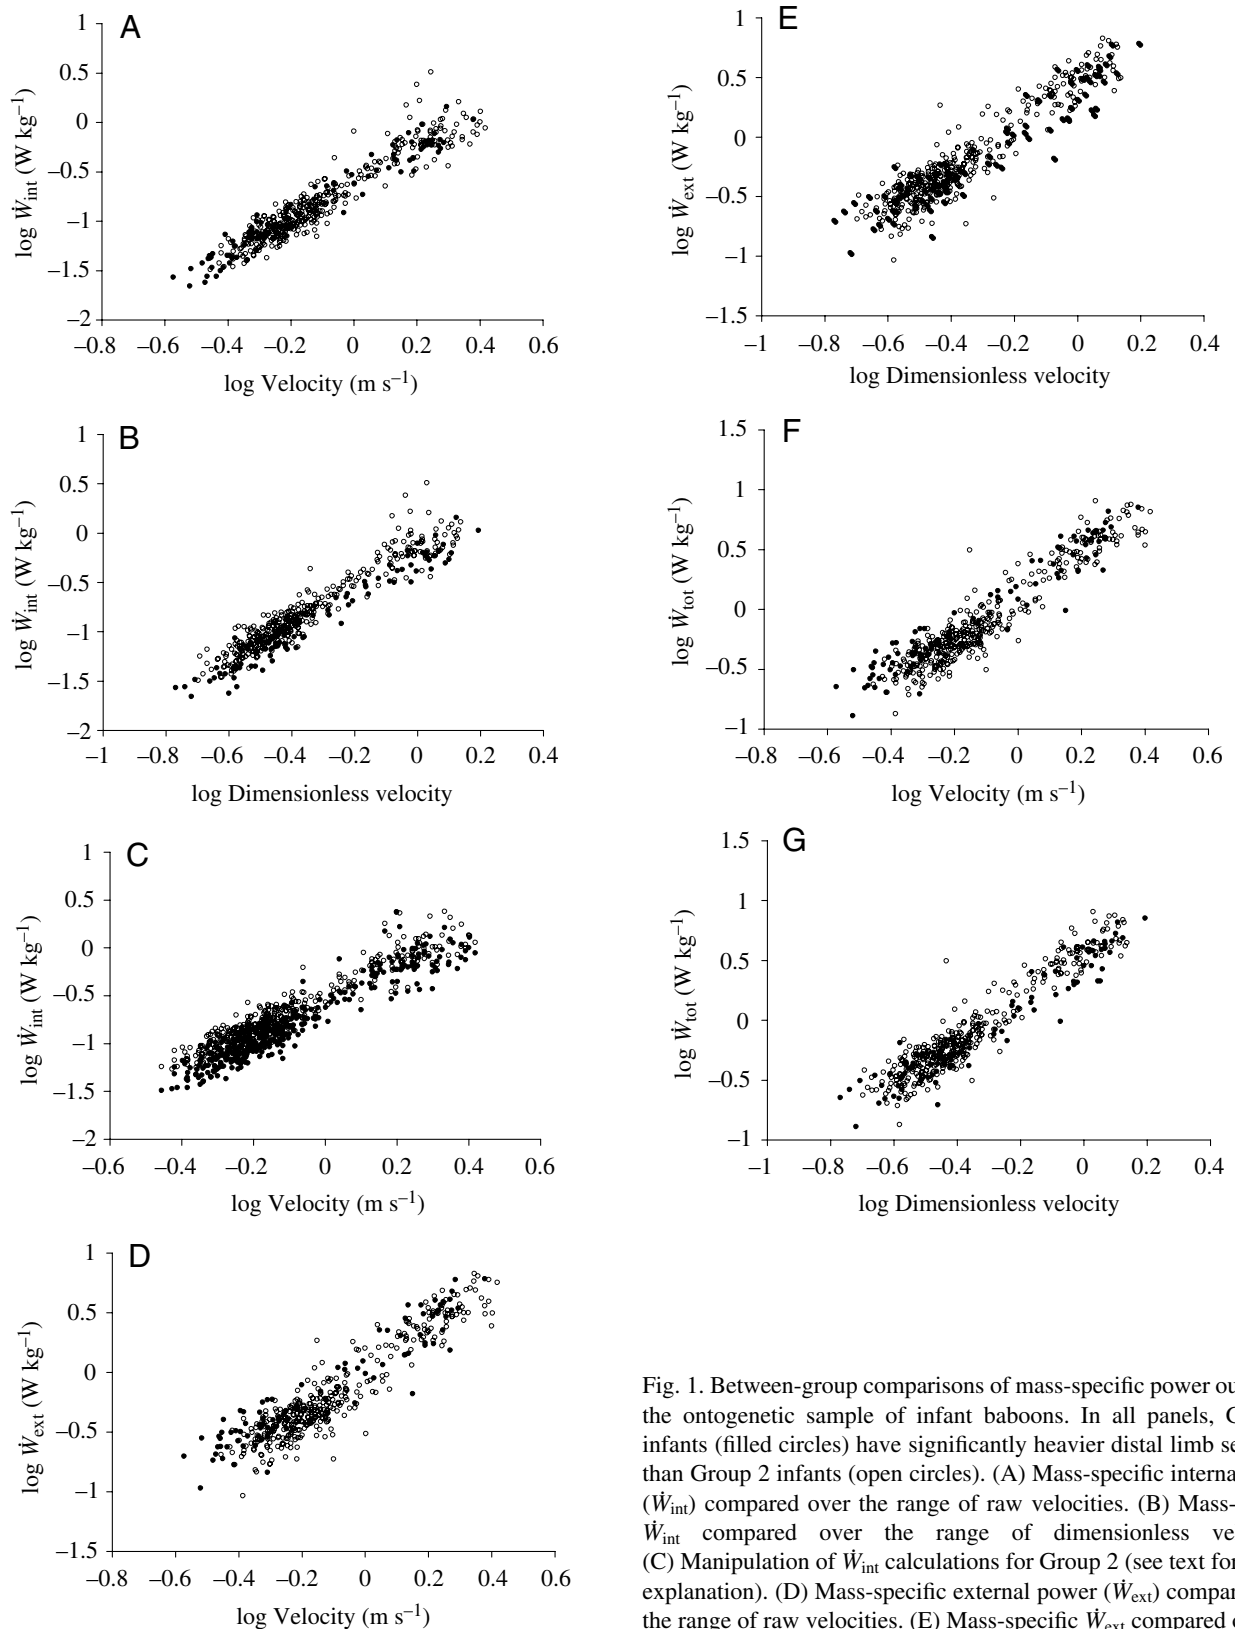 A
1
0.5
0
–0.5
–1
–1.5
–2
–0.8 –0.6 –0.4 –0.2 0 0.2 0.4 0.6
log Ẇint (W kg–1)
log Velocity (m s–1)
B
1
0.5
0
–0.5
–1
–1.5
–2
–1 –0.8 –0.6 –0.4 –0.2 0 0.2 0.4
log Ẇint (W kg–1)
log Dimensionless velocity
C
1
0.5
0
–0.5
–1
–1.5
–2
–0.6 –0.4 –0.2 0 0.2 0.4 0.6
log Ẇint (W kg–1)
log Velocity (m s–1)
D
1
0.5
0
–0.5
–1
–1.5
–0.8 –0.6 –0.4 –0.2 0 0.2 0.4 0.6
log Ẇext (W kg–1)
log Velocity (m s–1)
E
1
0.5
0
–0.5
–1
–1.5
–1 –0.8 –0.6 –0.4 –0.2 0 0.2 0.4
log Ẇext (W kg–1)
log Dimensionless velocity
F
1.5
1
0.5
0
–0.5
–1
–0.8 –0.6 –0.4 –0.2 0 0.2 0.4 0.6
log Ẇtot (W kg–1)
log Velocity (m s–1)
G
1.5
1
0.5
0
–0.5
–1
–1 –0.8 –0.6 –0.4 –0.2 0 0.2 0.4
log Ẇtot (W kg–1)
log Dimensionless velocity
Fig. 1. Between-group comparisons of mass-specific power
the ontogenetic sample of infant baboons. In all panels,
infants (filled circles) have significantly heavier distal limb
than Group 2 infants (open circles). (A) Mass-specific
(Ẇint) compared over the range of raw velocities. (B)
Ẇint compared over the range of dimensionless
(C) Manipulation of Ẇint calculations for Group 2 (see text for
explanation). (D) Mass-specific external power (Ẇext)
the range of raw velocities. (E) Mass-specific Ẇext compared